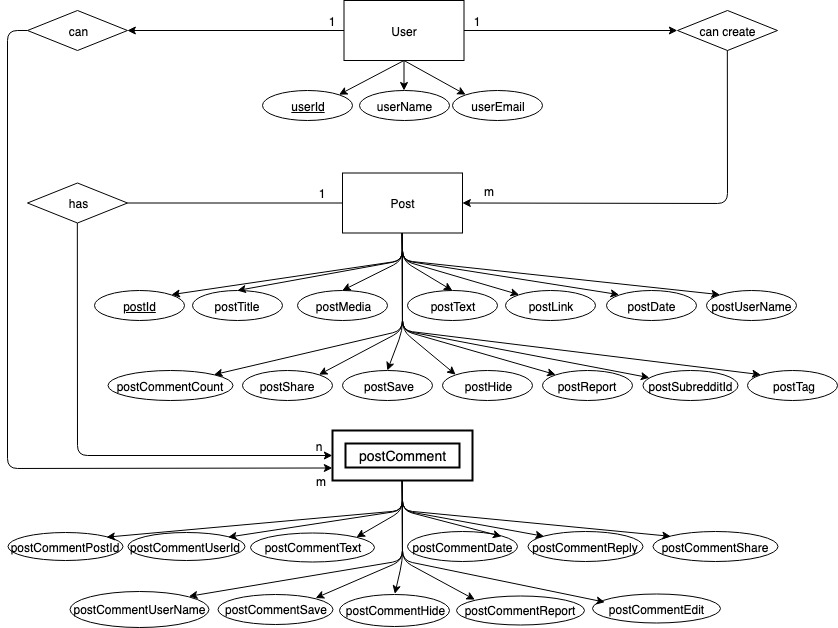 can
1
User
1
can create
userId
userName
userEmail
has
1
Post
m
postId
postTitle
postMedia
postText
postLink
postDate
postUserName
postCommentCount
postShare
postSave
postHide
postReport
postSubredditId
postTag
n
postComment
m
postCommentPostId
postCommentUserId
postCommentText
postCommentDate
postCommentReply
postCommentShare
postCommentUserName
postCommentSave
postCommentHide
postCommentReport
postCommentEdit